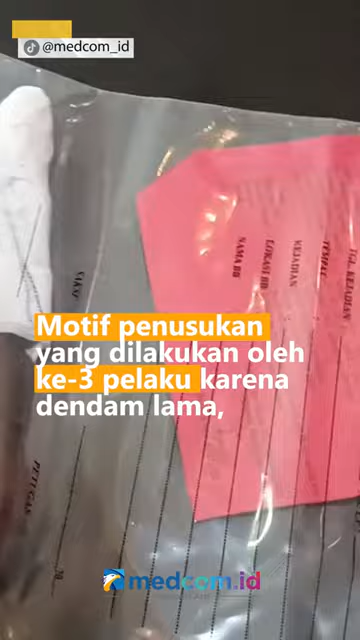 @medcom_id
TGL KEJADIAN
TEMPAT
KEJADIAN
LOKASI BB
NAMA BB
SAKSI
Motif penusukan
yang dilakukan oleh
ke-3 pelaku karena
dendam lama,
PETUGAS
20
medcom.id